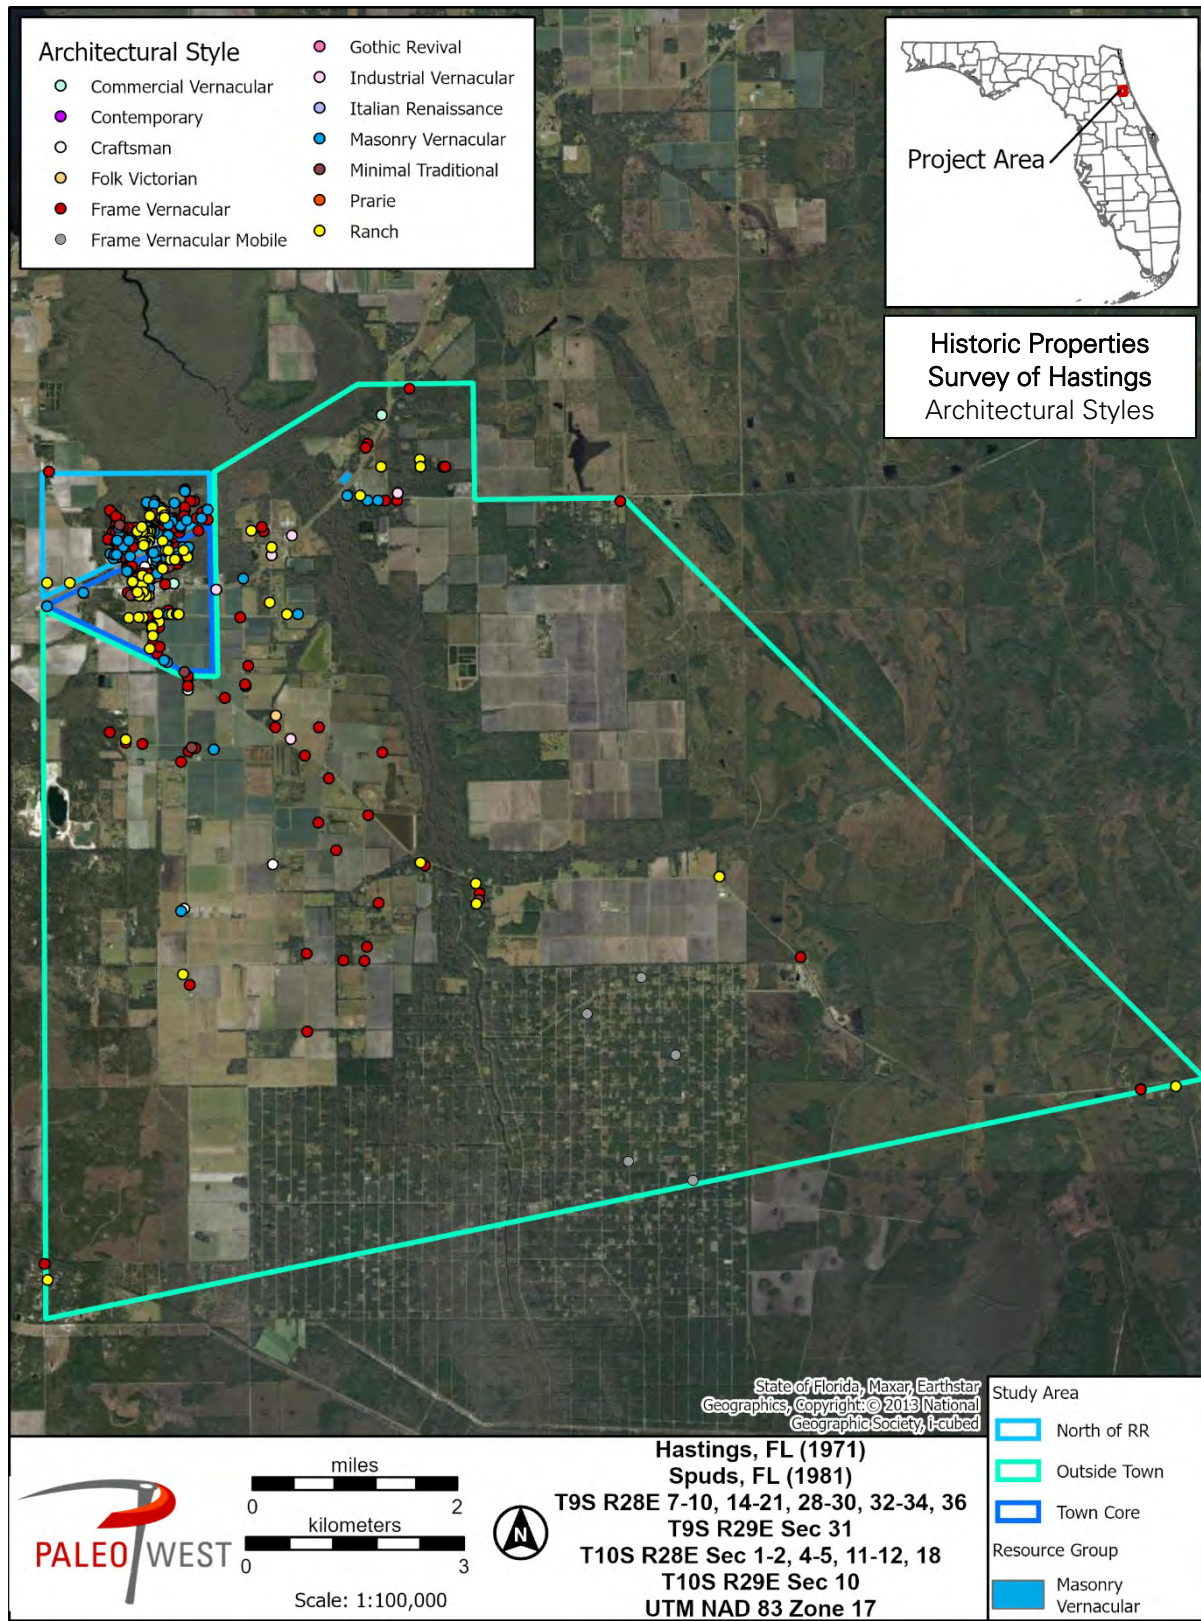 Architectural Style
Commercial Vernacular
Contemporary
Craftsman
Folk Victorian
Frame Vernacular
Frame Vernacular Mobile
Gothic Revival
Industrial Vernacular
Italian Renaissance
Masonry Vernacular
Minimal Traditional
Prarie
Ranch
Project Area
Historic Properties
Survey of Hastings
Architectural Styles
State of Florida, Maxar, Earthstar
Geographics, Copyright:© 2013 National
Geographic Society, i-cubed
PALEO WEST
miles
0 2
kilometers
0 3
Scale: 1:100,000
N
Hastings, FL (1971)
Spuds, FL (1981)
T9S R28E 7-10, 14-21, 28-30, 32-34, 36
T9S R29E Sec 31
T10S R28E Sec 1-2, 4-5, 11-12, 18
T10S R29E Sec 10
UTM NAD 83 Zone 17
Study Area
North of RR
Outside Town
Town Core
Resource Group
Masonry
Vernacular